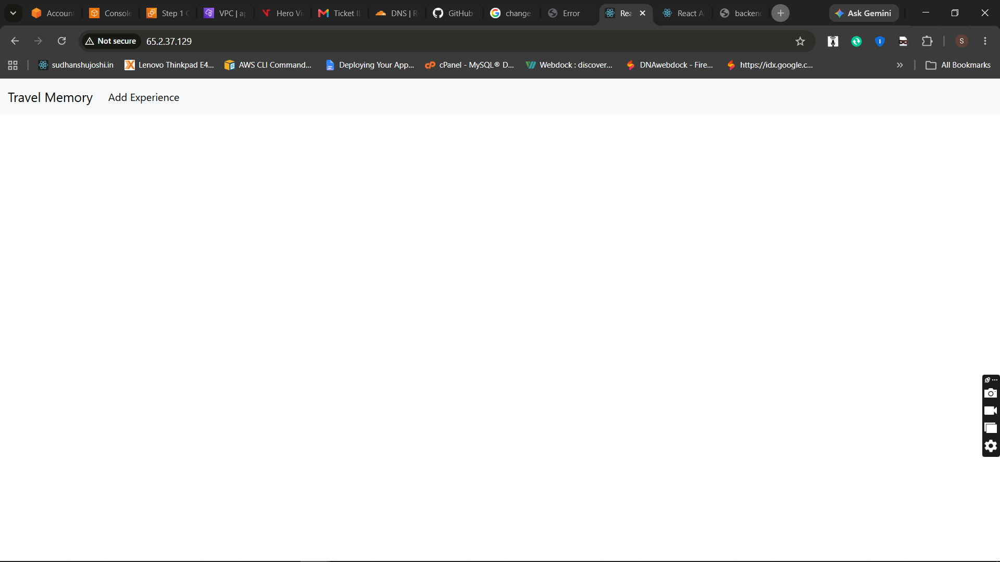 Account
Console
Step 1 C
VPC | ap
Hero Vi
Ticket I
DNS | R
GitHub
change
Error
Rea
React A
backend
Ask Gemini
Not secure
65.2.37.129
S
sudhanshujoshi.in
Lenovo Thinkpad E4...
AWS CLI Command...
Deploying Your App...
cPanel - MySQL® D...
Webdock : discover...
DNAwebdock - Fire...
https://idx.google.c...
All Bookmarks
Travel Memory
Add Experience